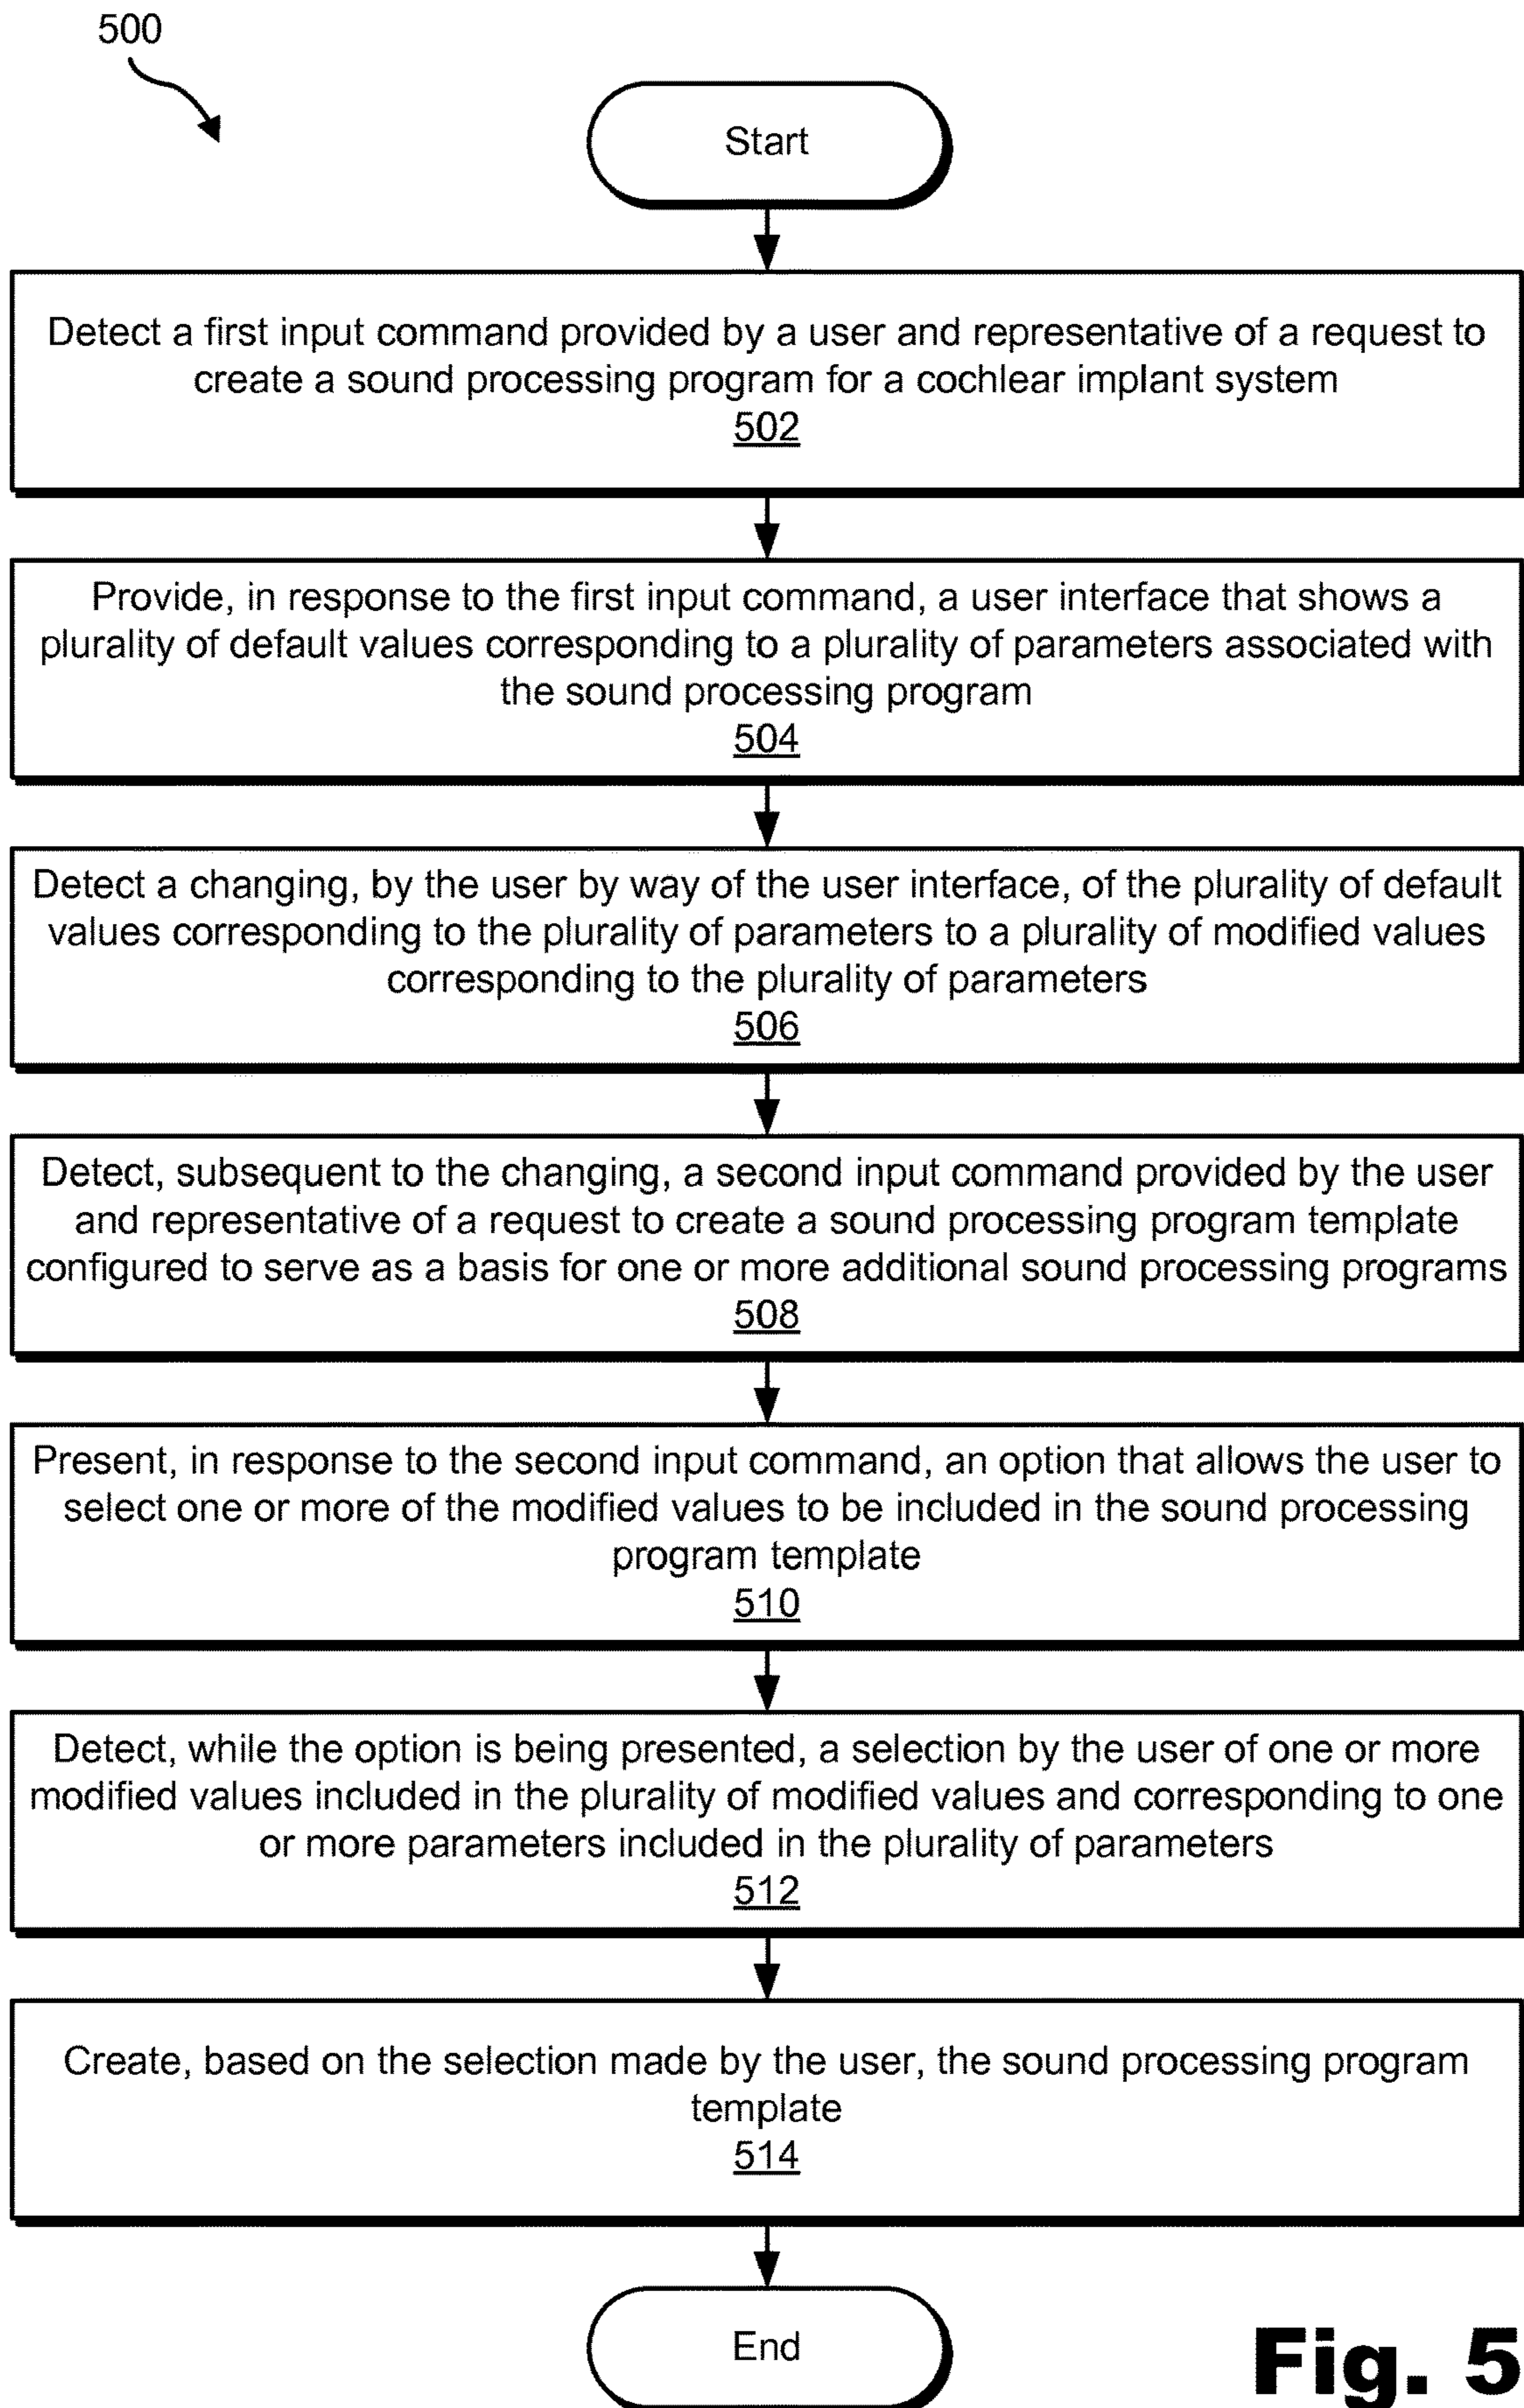 500
Start
Detect a first input command provided by a user and representative of a request to
create a sound processing program for a cochlear implant system
502
Provide, in response to the first input command, a user interface that shows a
plurality of default values corresponding to a plurality of parameters associated with
the sound processing program
504
Detect a changing, by the user by way of the user interface, of the plurality of default
values corresponding to the plurality of parameters to a plurality of modified values
corresponding to the plurality of parameters
506
Detect, subsequent to the changing, a second input command provided by the user
and representative of a request to create a sound processing program template
configured to serve as a basis for one or more additional sound processing programs
508
Present, in response to the second input command, an option that allows the user to
select one or more of the modified values to be included in the sound processing
program template
510
Detect, while the option is being presented, a selection by the user of one or more
modified values included in the plurality of modified values and corresponding to one
or more parameters included in the plurality of parameters
512
Create, based on the selection made by the user, the sound processing program
template
514
End
Fig. 5